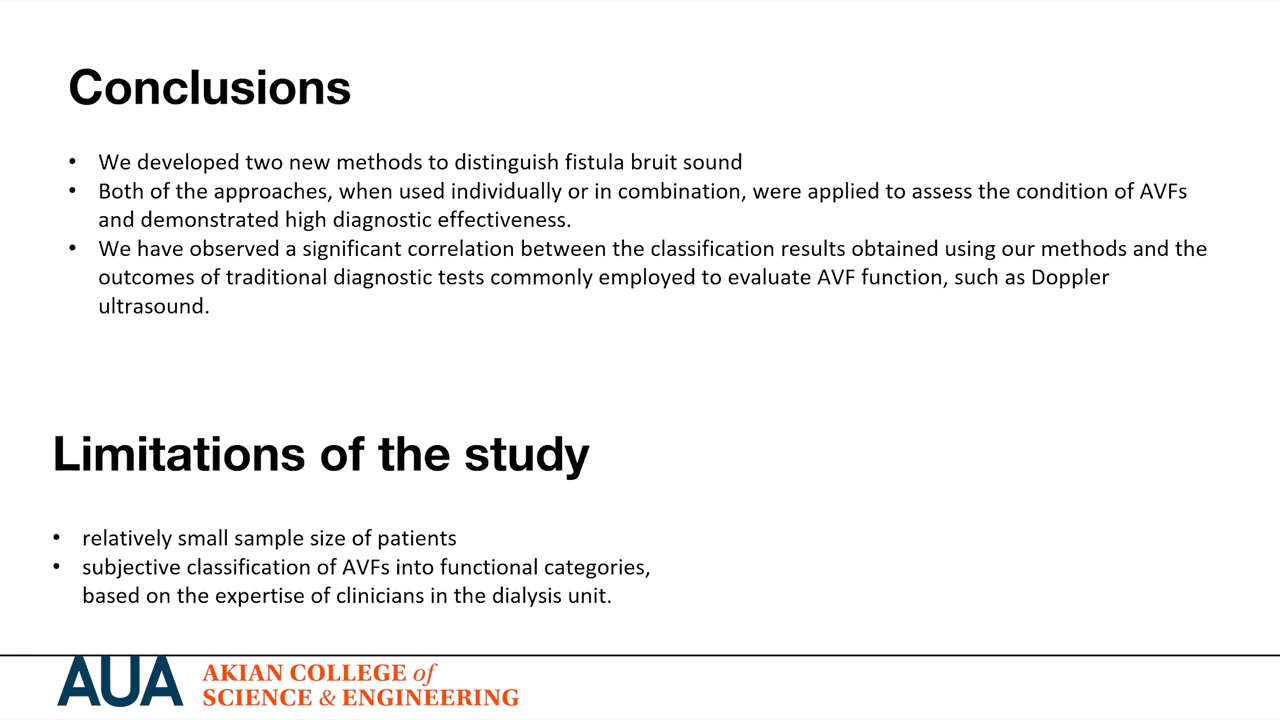 Conclusions
• We developed two new methods to distinguish fistula bruit sound
• Both of the approaches, when used individually or in combination, were applied to assess the condition of AVFs
and demonstrated high diagnostic effectiveness.
• We have observed a significant correlation between the classification results obtained using our methods and the
outcomes of traditional diagnostic tests commonly employed to evaluate AVF function, such as Doppler
ultrasound.
Limitations of the study
• relatively small sample size of patients
• subjective classification of AVFs into functional categories,
based on the expertise of clinicians in the dialysis unit.
AUA
AKIAN COLLEGE of
SCIENCE & ENGINEERING